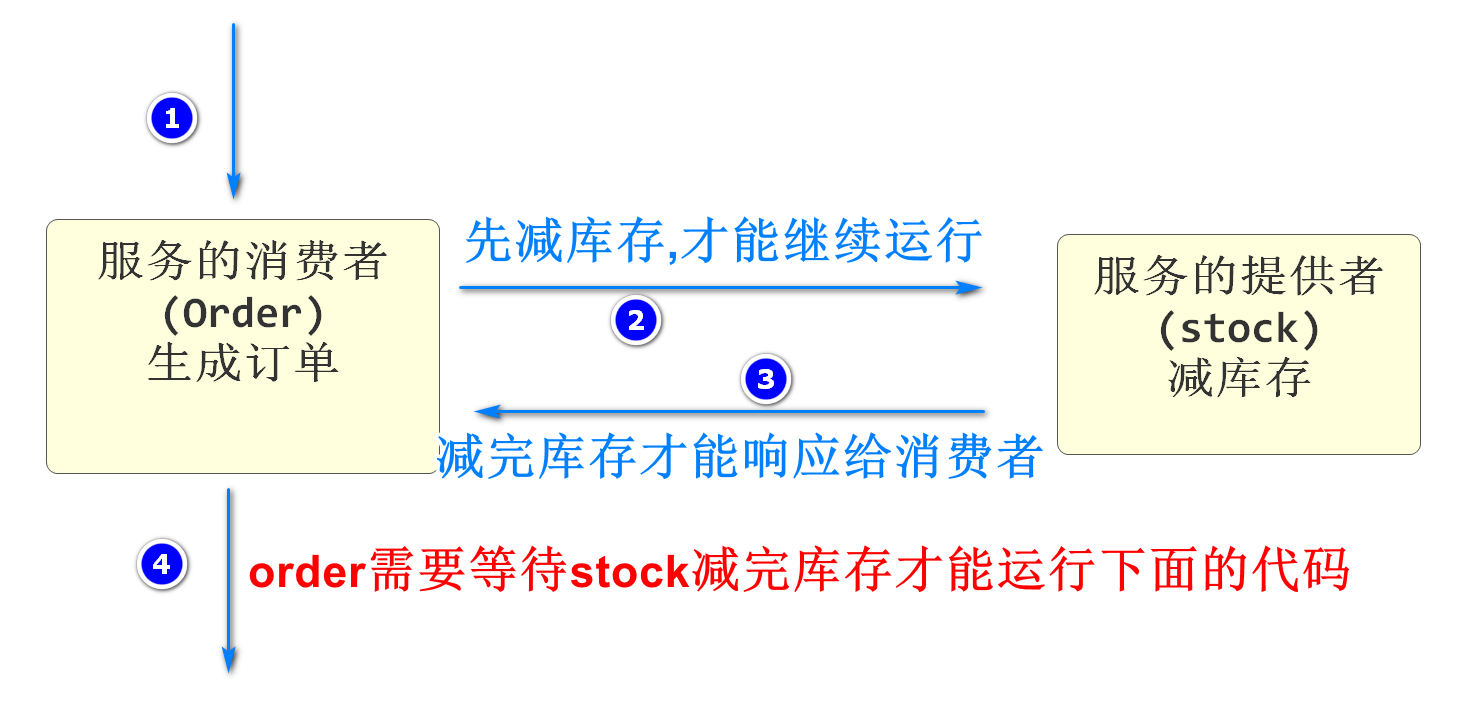 1
服务的消费者
(Order)
生成订单
先减库存,才能继续运行
2
服务的提供者
(stock)
减库存
3
减完库存才能响应给消费者
4
order需要等待stock减完库存才能运行下面的代码